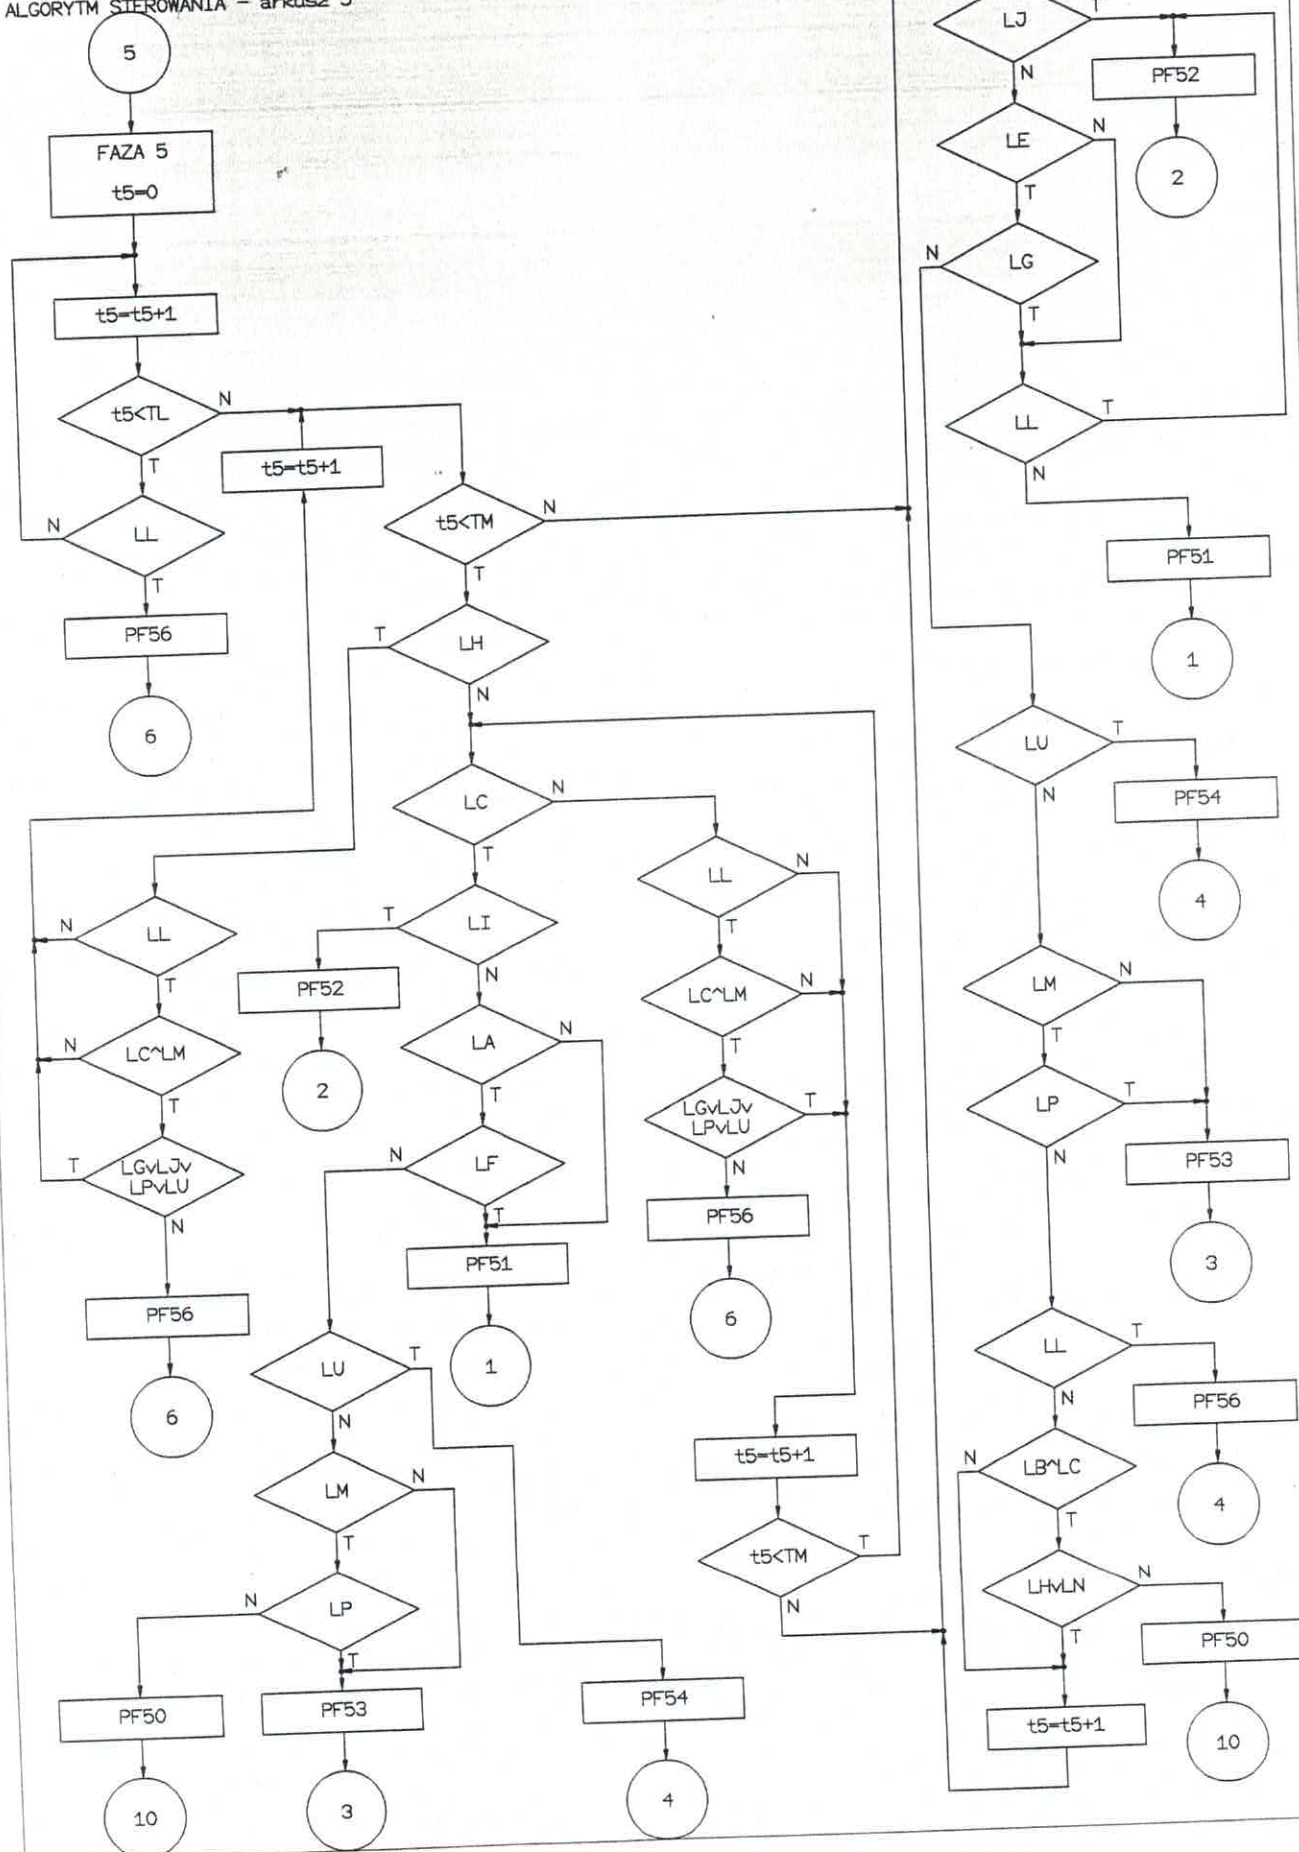 ALGORYTM STEROWANIA - arkusz 5
5
FAZA 5
t5=0
t5=t5+1
t5<TL
N
T
t5=t5+1
LL
N
T
PF56
6
t5<TM
N
T
LH
T
N
LC
N
T
LL
N
T
LC^LM
N
T
LGvLJv
LPvLU
T
N
PF56
6
LI
T
N
PF52
2
LA
N
T
LF
N
T
PF51
1
LU
T
N
LM
N
T
LP
N
T
PF50
10
PF53
3
PF54
4
LL
N
T
LC^LM
N
T
LGvLJv
LPvLU
T
N
PF56
6
t5=t5+1
t5<TM
T
N
LJ
T
N
PF52
2
LE
N
T
LG
N
T
LL
T
N
PF51
1
LU
T
N
PF54
4
LM
N
T
LP
T
N
PF53
3
LL
T
N
PF56
4
LB^LC
N
T
LHvLN
N
T
PF50
10
t5=t5+1